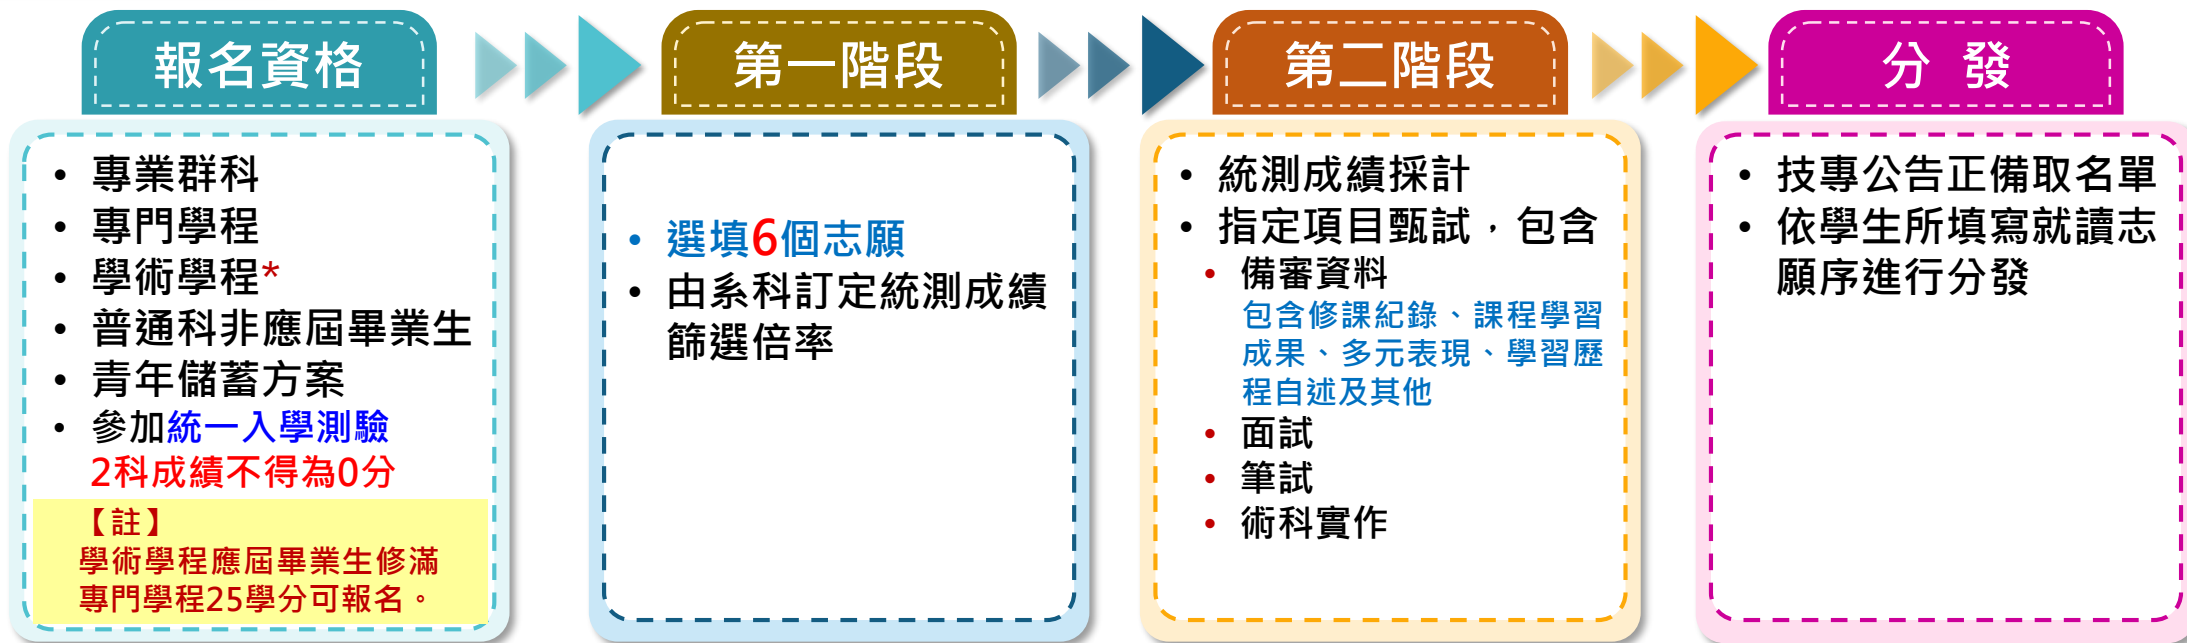 報名資格
• 專業群科
• 專門學程
• 學術學程*
• 普通科非應屆畢業生
• 青年儲蓄方案
• 參加統一入學測驗
2科成績不得為0分
【註】
學術學程應屆畢業生修滿
專門學程25學分可報名。
第一階段
• 選填6個志願
• 由系科訂定統測成績
篩選倍率
第二階段
• 統測成績採計
• 指定項目甄試，包含
• 備審資料
包含修課紀錄、課程學習
成果、多元表現、學習歷
程自述及其他
• 面試
• 筆試
• 術科實作
分 發
• 技專公告正備取名單
• 依學生所填寫就讀志
願序進行分發